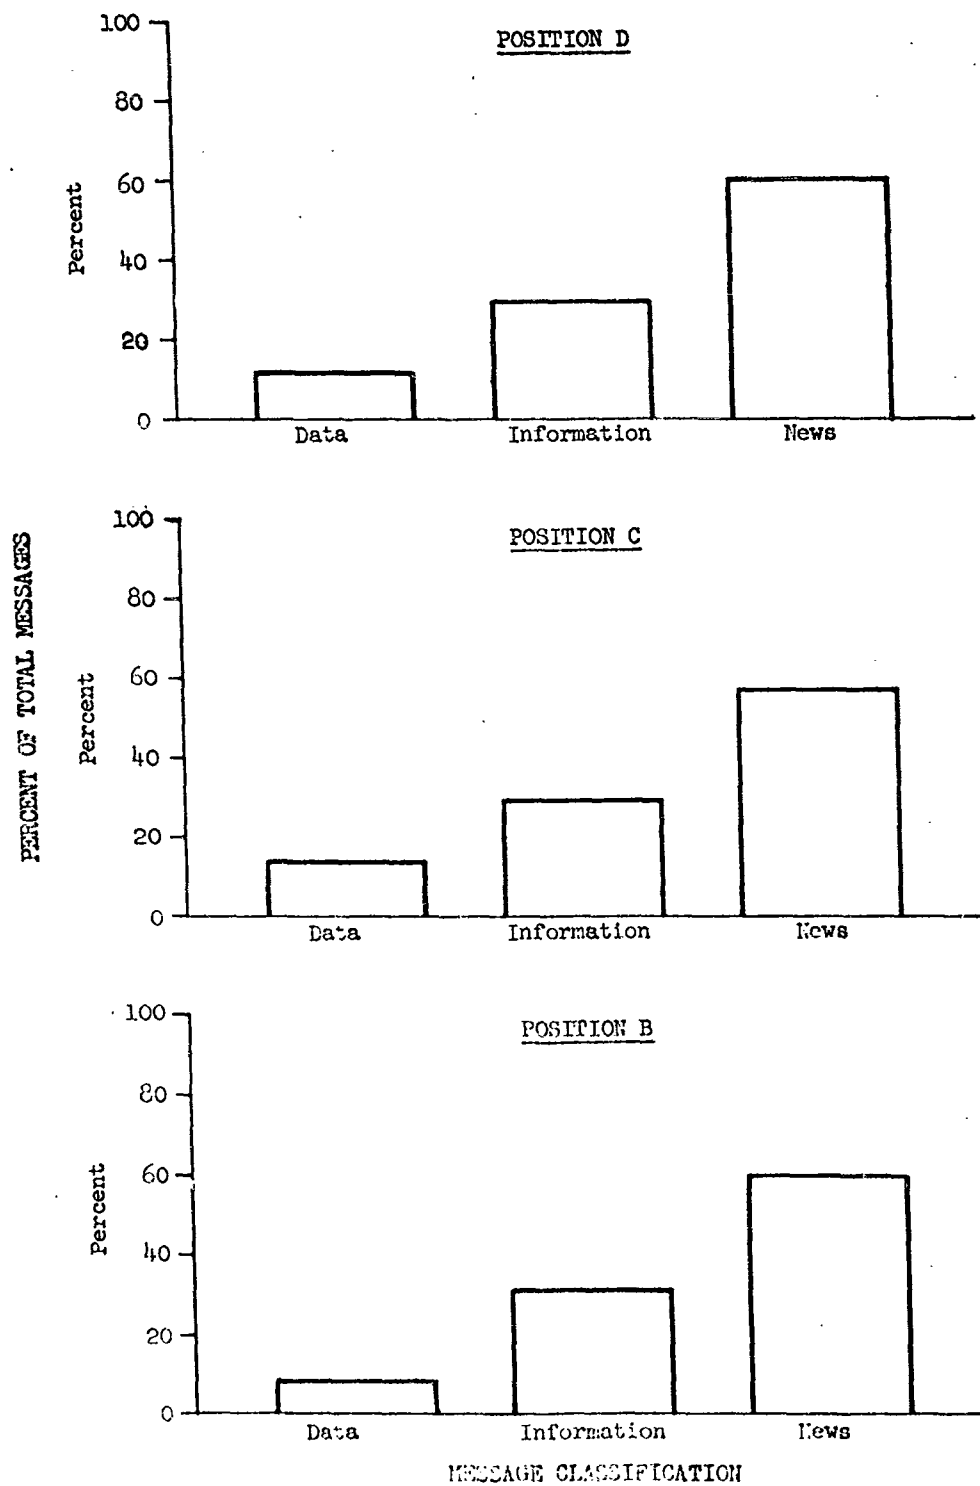 POSITION D
100
80
60
40
20
0
Percent
Data Information News
PERCENT OF TOTAL MESSAGES
POSITION C
100
80
60
40
20
0
Percent
Data Information News
POSITION B
100
80
60
40
20
0
Percent
Data Information News
MESSAGE CLASSIFICATION